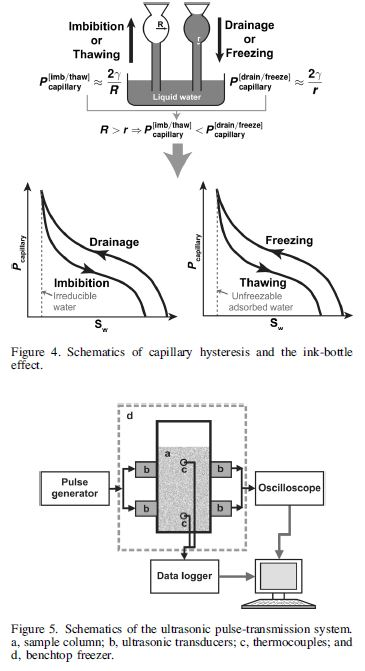 Imbibition
or
Thawing
R
r
Drainage
or
Freezing
P[imb/thaw]capillary ≈ 2γ/R
Liquid water
P[drain/freeze]capillary ≈ 2γ/r
R > r ⇒ P[imb/thaw]capillary < P[drain/freeze]capillary
Pcapillary
Drainage
Imbibition
Irreducible
water
Sw
Pcapillary
Freezing
Thawing
Unfreezable
adsorbed water
Sw
Figure 4. Schematics of capillary hysteresis and the ink-bottle
effect.
d
a
b
c
b
b
c
b
Pulse
generator
Oscilloscope
Data logger
Figure 5. Schematics of the ultrasonic pulse-transmission system.
a, sample column; b, ultrasonic transducers; c, thermocouples; and
d, benchtop freezer.